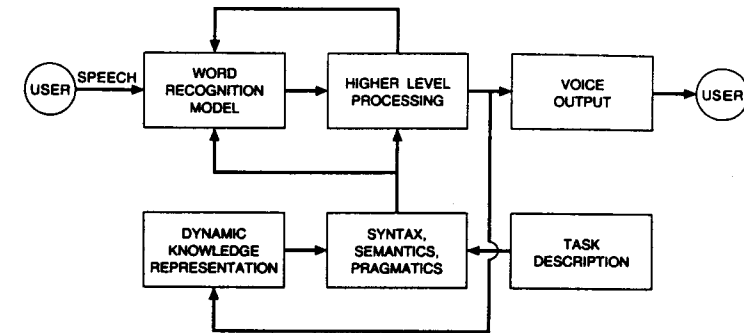 USER
SPEECH
WORD
RECOGNITION
MODEL
HIGHER LEVEL
PROCESSING
VOICE
OUTPUT
USER
DYNAMIC
KNOWLEDGE
REPRESENTATION
SYNTAX,
SEMANTICS,
PRAGMATICS
TASK
DESCRIPTION